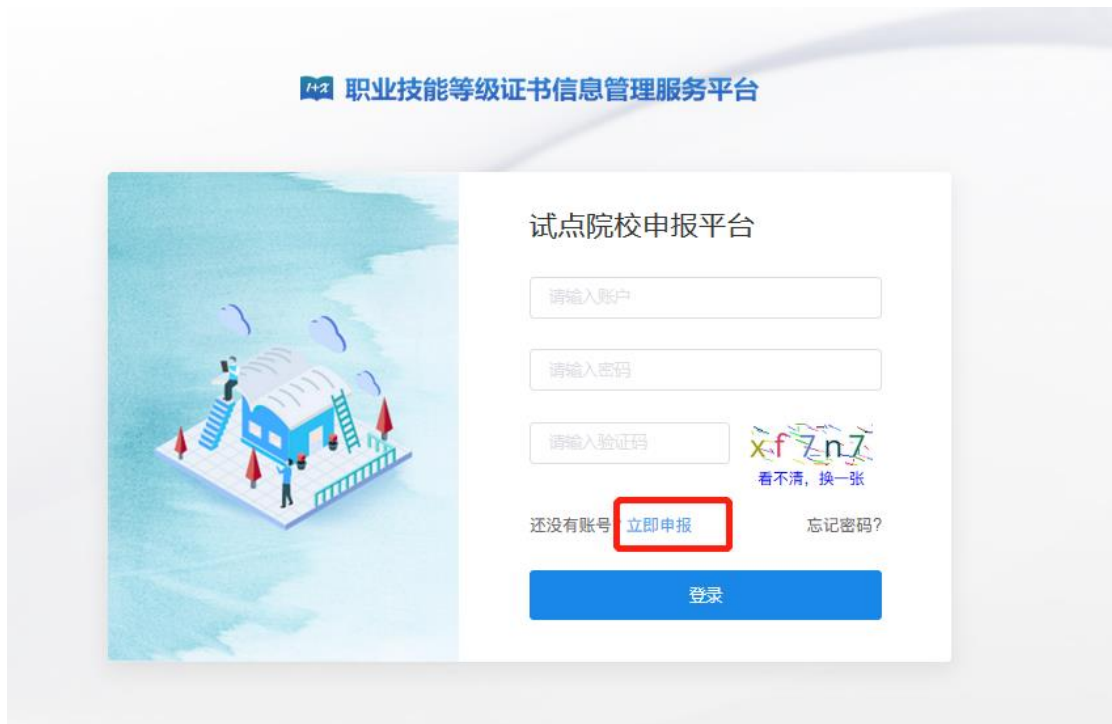 1+X 职业技能等级证书信息管理服务平台
试点院校申报平台
请输入账户
请输入密码
请输入验证码
xf7n7
看不清，换一张
还没有账号? 立即申报 忘记密码?
登录